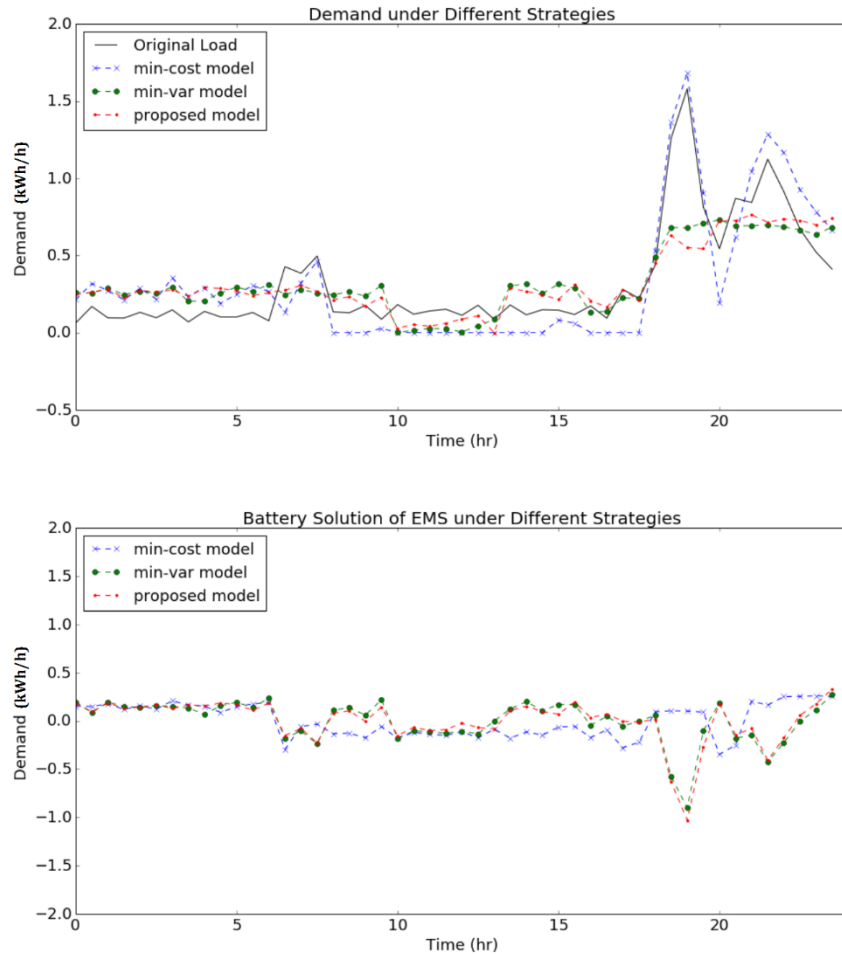 Demand under Different Strategies
2.0
1.5
1.0
0.5
0.0
−0.5
Demand (kWh/h)
Original Load
min-cost model
min-var model
proposed model
0 5 10 15 20
Time (hr)
Battery Solution of EMS under Different Strategies
2.0
1.5
1.0
0.5
0.0
−0.5
−1.0
−1.5
−2.0
Demand (kWh/h)
min-cost model
min-var model
proposed model
0 5 10 15 20
Time (hr)